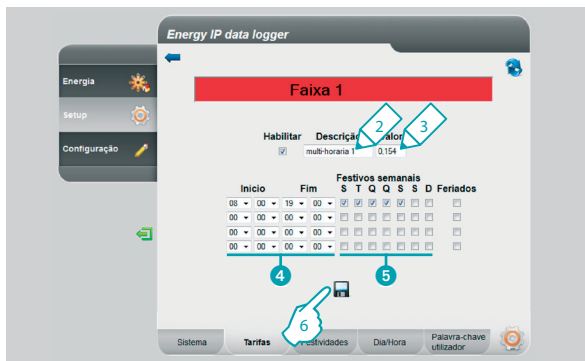 Energy IP data logger
Energia
Setup
Configuração
Faixa 1
Habilitar Descrição Valor
2 3
multi-horaria 1 0.154
Festivos semanais
Inicio Fim S T Q Q S S D Feriados
08 00 19 00
00 00 00 00
00 00 00 00
00 00 00 00
4 5
6
Sistema Tarifas Festividades Dia/Hora Palavra-chave
utilizador